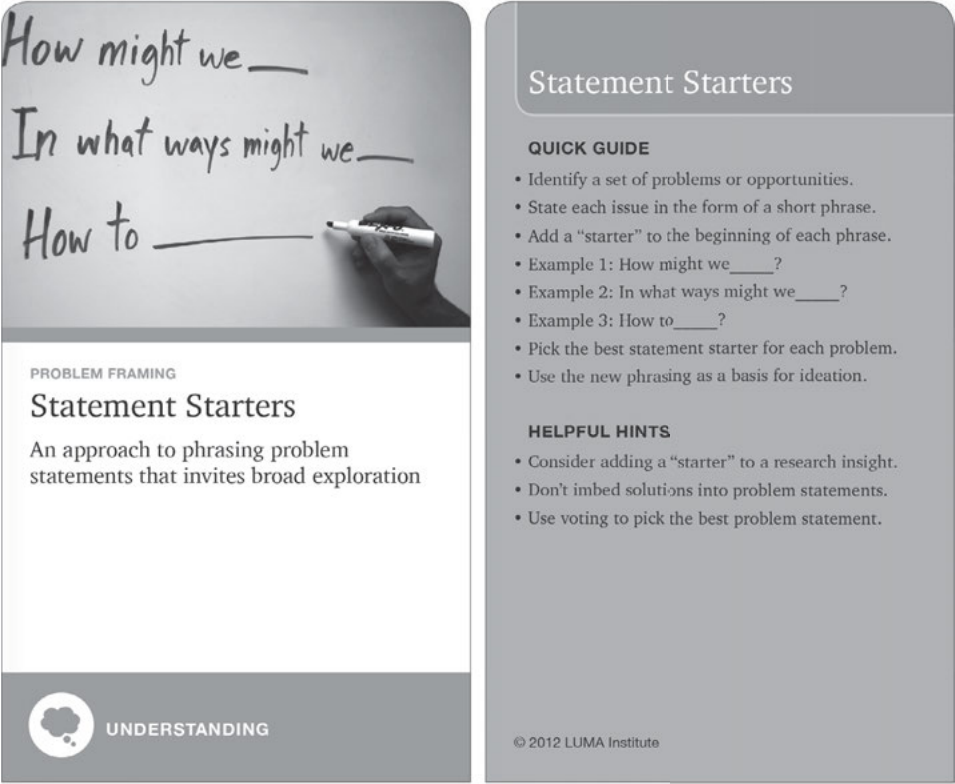 How might we __
In what ways might we __
How to ________
PROBLEM FRAMING
Statement Starters
An approach to phrasing problem
statements that invites broad exploration
UNDERSTANDING
Statement Starters
QUICK GUIDE
• Identify a set of problems or opportunities.
• State each issue in the form of a short phrase.
• Add a “starter” to the beginning of each phrase.
• Example 1: How might we_____?
• Example 2: In what ways might we_____?
• Example 3: How to_____?
• Pick the best statement starter for each problem.
• Use the new phrasing as a basis for ideation.
HELPFUL HINTS
• Consider adding a “starter” to a research insight.
• Don’t imbed solutions into problem statements.
• Use voting to pick the best problem statement.
© 2012 LUMA Institute